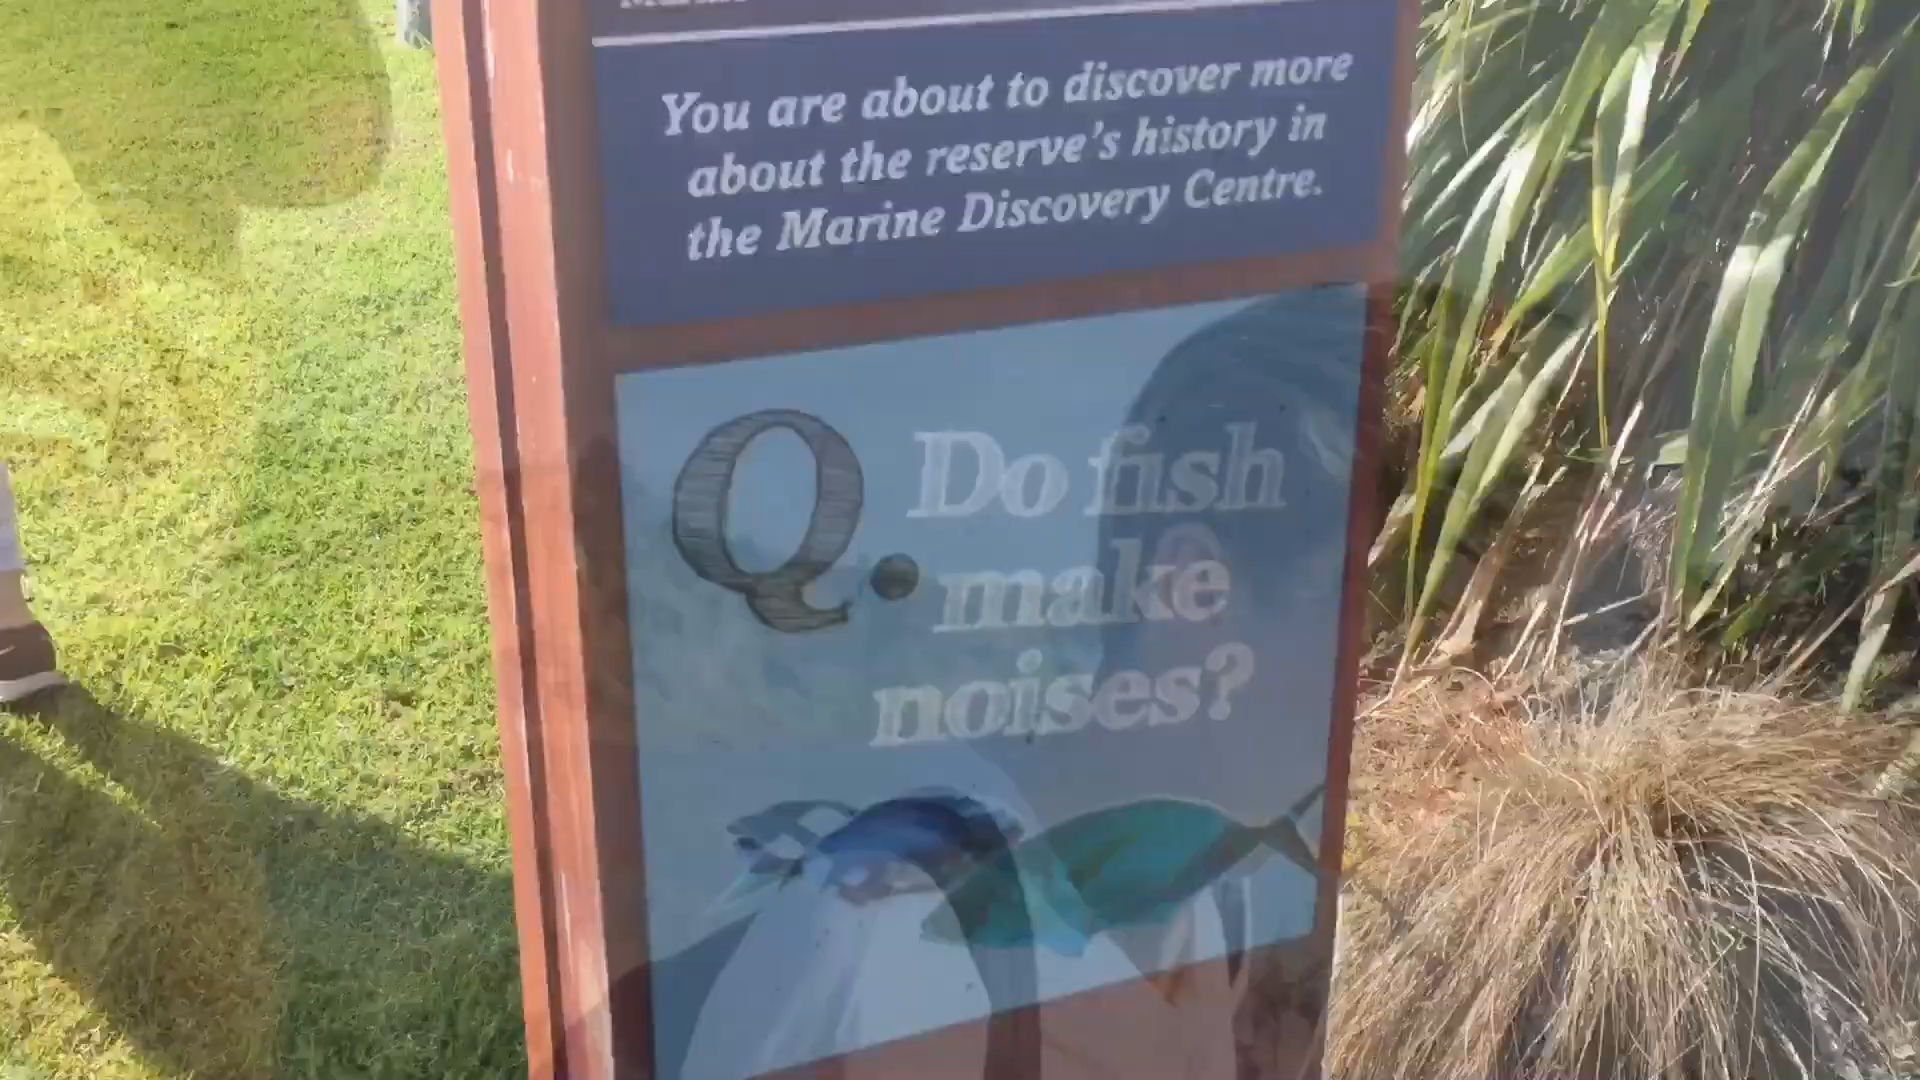 You are about to discover more
about the reserve's history in
the Marine Discovery Centre.
Q. Do fish
make
noises?